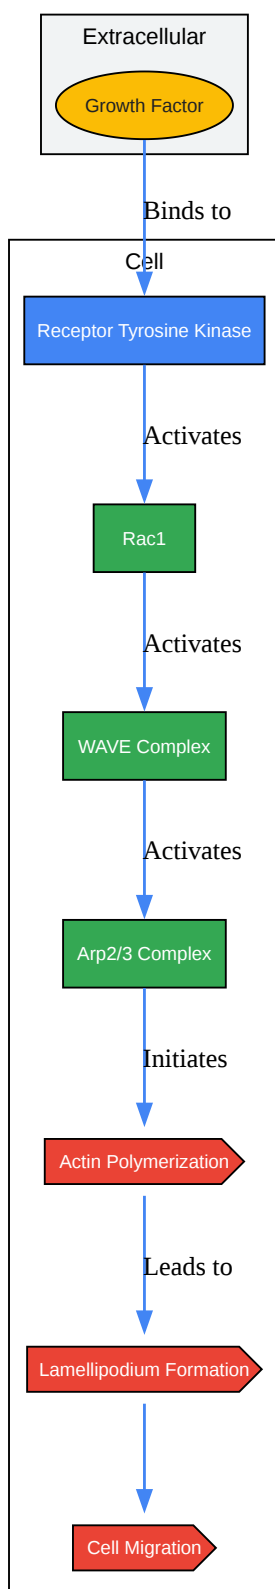 Extracellular
Growth Factor
Binds to
Cell
Receptor Tyrosine Kinase
Activates
Rac1
Activates
WAVE Complex
Activates
Arp2/3 Complex
Initiates
Actin Polymerization
Leads to
Lamellipodium Formation
Cell Migration